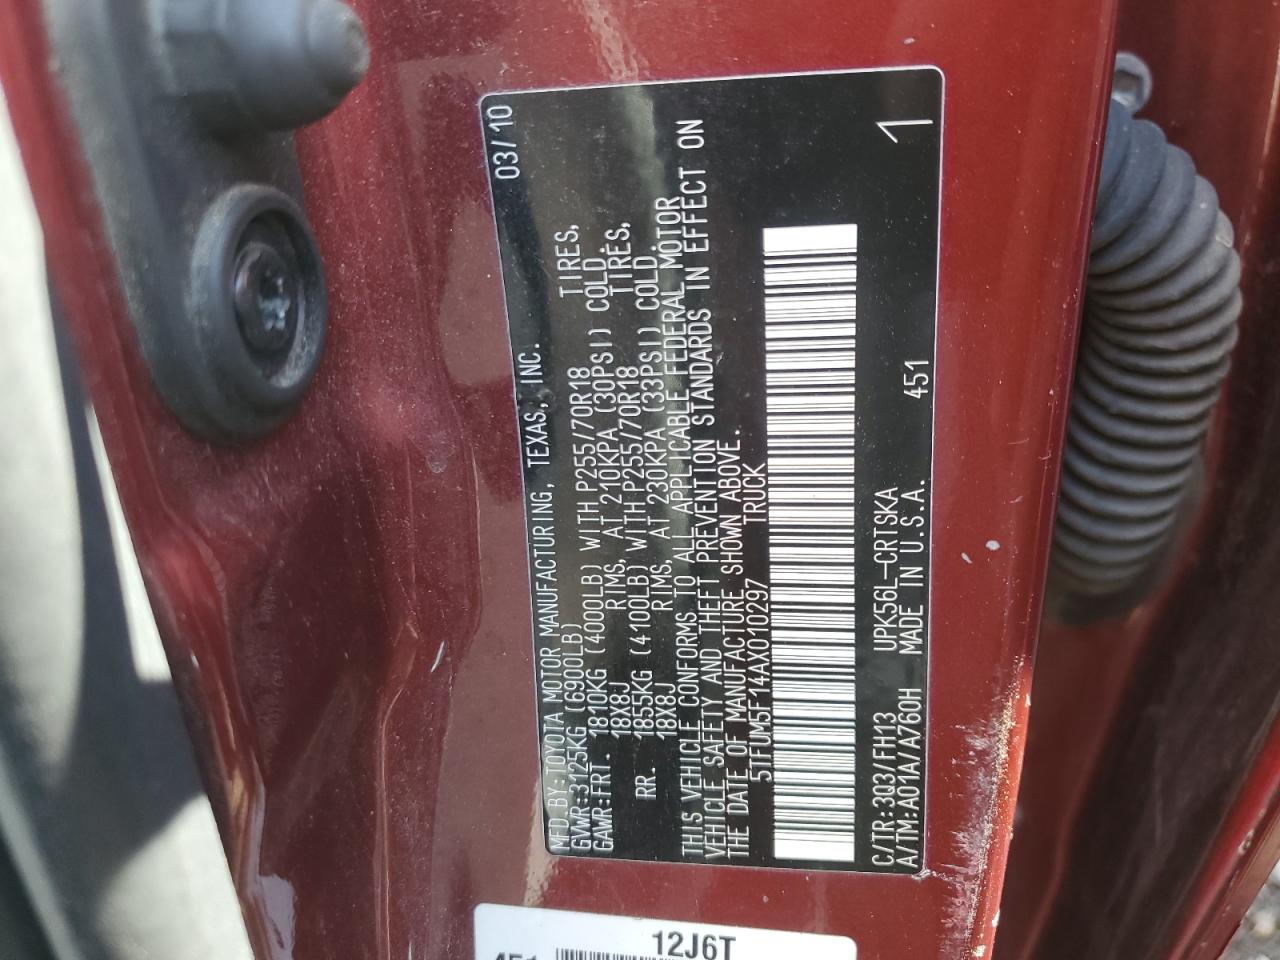 MFD.BY:TOYOTA MOTOR MANUFACTURING, TEXAS, INC. 03/10
GVWR:3125KG (6900LB)
GAWR:FRT. 1810KG (4000LB) WITH P255/70R18 TIRES,
18X8J RIMS, AT 210KPA (30PSI) COLD.
RR. 1855KG (4100LB) WITH P255/70R18 TIRES,
18X8J RIMS, AT 230KPA (33PSI) COLD.
THIS VEHICLE CONFORMS TO ALL APPLICABLE FEDERAL MOTOR
VEHICLE SAFETY AND THEFT PREVENTION STANDARDS IN EFFECT ON
THE DATE OF MANUFACTURE SHOWN ABOVE.
5TFUM5F14AX010297 TRUCK
C/TR:3Q3/FH13 UPK56L-CRTSKA 1
A/TM:A01A/A760H MADE IN U.S.A. 451
12J6T
451